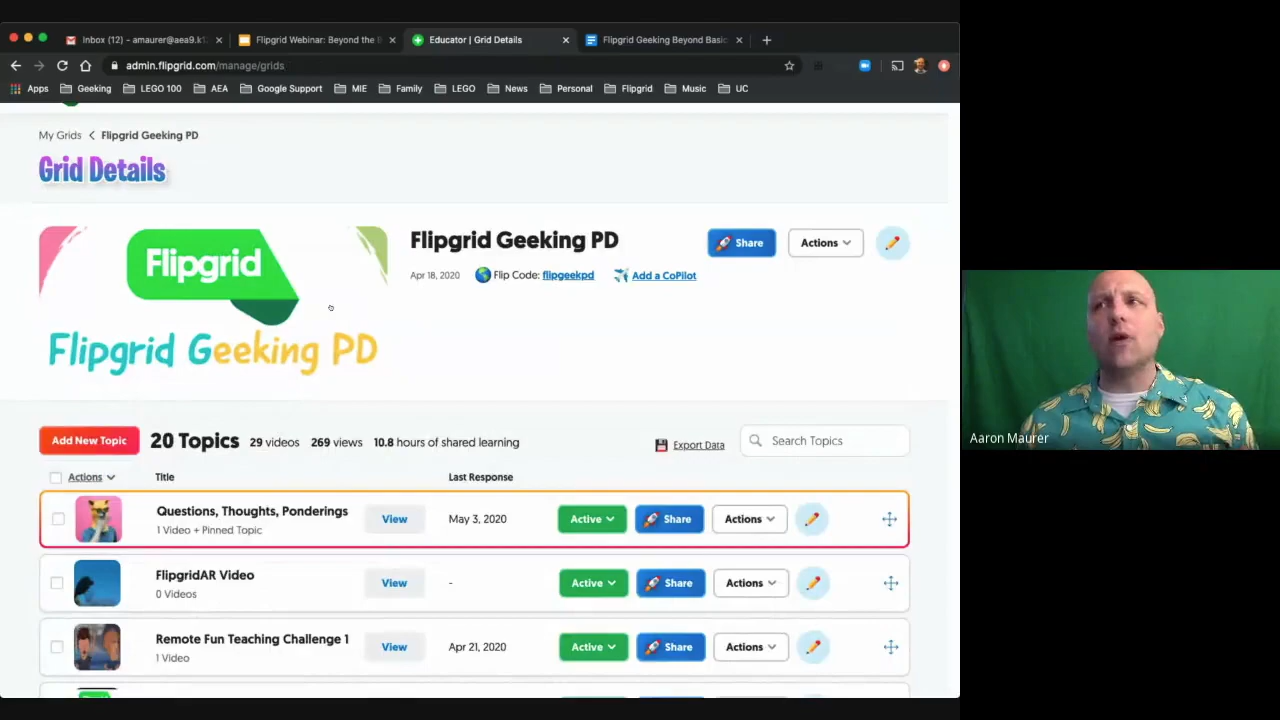 Inbox (12) - amaurer@aea9.k1
Flipgrid Webinar: Beyond the B
Educator | Grid Details
Flipgrid Geeking Beyond Basic
admin.flipgrid.com/manage/grids
Apps Geeking LEGO 100 AEA Google Support MIE Family LEGO News Personal Flipgrid Music UC
My Grids < Flipgrid Geeking PD
Grid Details
Flipgrid
Flipgrid Geeking PD
Flipgrid Geeking PD
Share Actions
Apr 18, 2020 Flip Code: flipgeekpd Add a CoPilot
Add New Topic 20 Topics 29 videos 269 views 10.8 hours of shared learning Export Data Search Topics
Actions Title Last Response
Questions, Thoughts, Ponderings
1 Video + Pinned Topic
View May 3, 2020 Active Share Actions
FlipgridAR Video
0 Videos
View - Active Share Actions
Remote Fun Teaching Challenge 1
1 Video
View Apr 21, 2020 Active Share Actions
Aaron Maurer